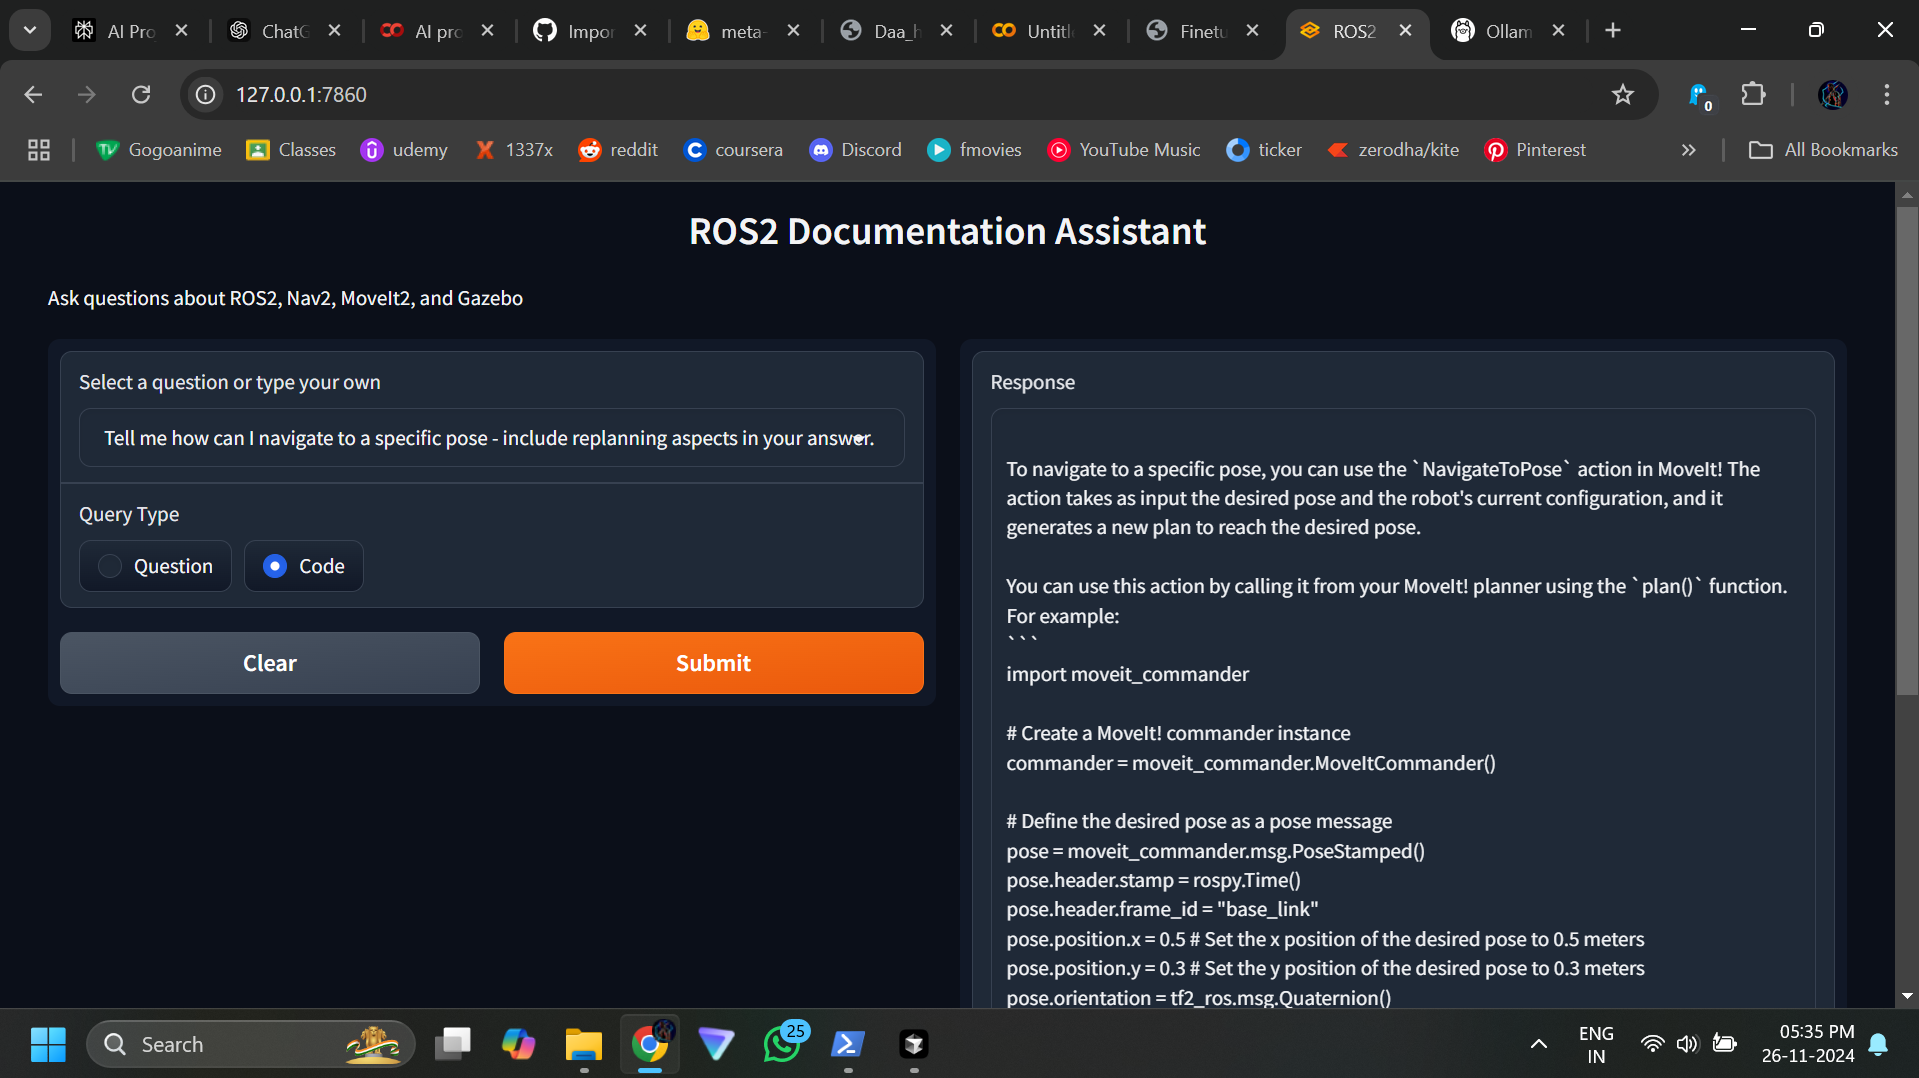 AI Pro
ChatG
AI pro
Impor
meta-
Daa_h
Untitl
Finetu
ROS2
Ollam
127.0.0.1:7860
0
Gogoanime
Classes
udemy
1337x
reddit
coursera
Discord
fmovies
YouTube Music
ticker
zerodha/kite
Pinterest
All Bookmarks
ROS2 Documentation Assistant
Ask questions about ROS2, Nav2, MoveIt2, and Gazebo
Select a question or type your own
Tell me how can I navigate to a specific pose - include replanning aspects in your answer.
Query Type
Question
Code
Clear
Submit
Response
To navigate to a specific pose, you can use the `NavigateToPose` action in MoveIt! The
action takes as input the desired pose and the robot's current configuration, and it
generates a new plan to reach the desired pose.
You can use this action by calling it from your MoveIt! planner using the `plan()` function.
For example:
```
import moveit_commander
# Create a MoveIt! commander instance
commander = moveit_commander.MoveItCommander()
# Define the desired pose as a pose message
pose = moveit_commander.msg.PoseStamped()
pose.header.stamp = rospy.Time()
pose.header.frame_id = "base_link"
pose.position.x = 0.5 # Set the x position of the desired pose to 0.5 meters
pose.position.y = 0.3 # Set the y position of the desired pose to 0.3 meters
pose.orientation = tf2_ros.msg.Quaternion()
Search
25
ENG
IN
05:35 PM
26-11-2024